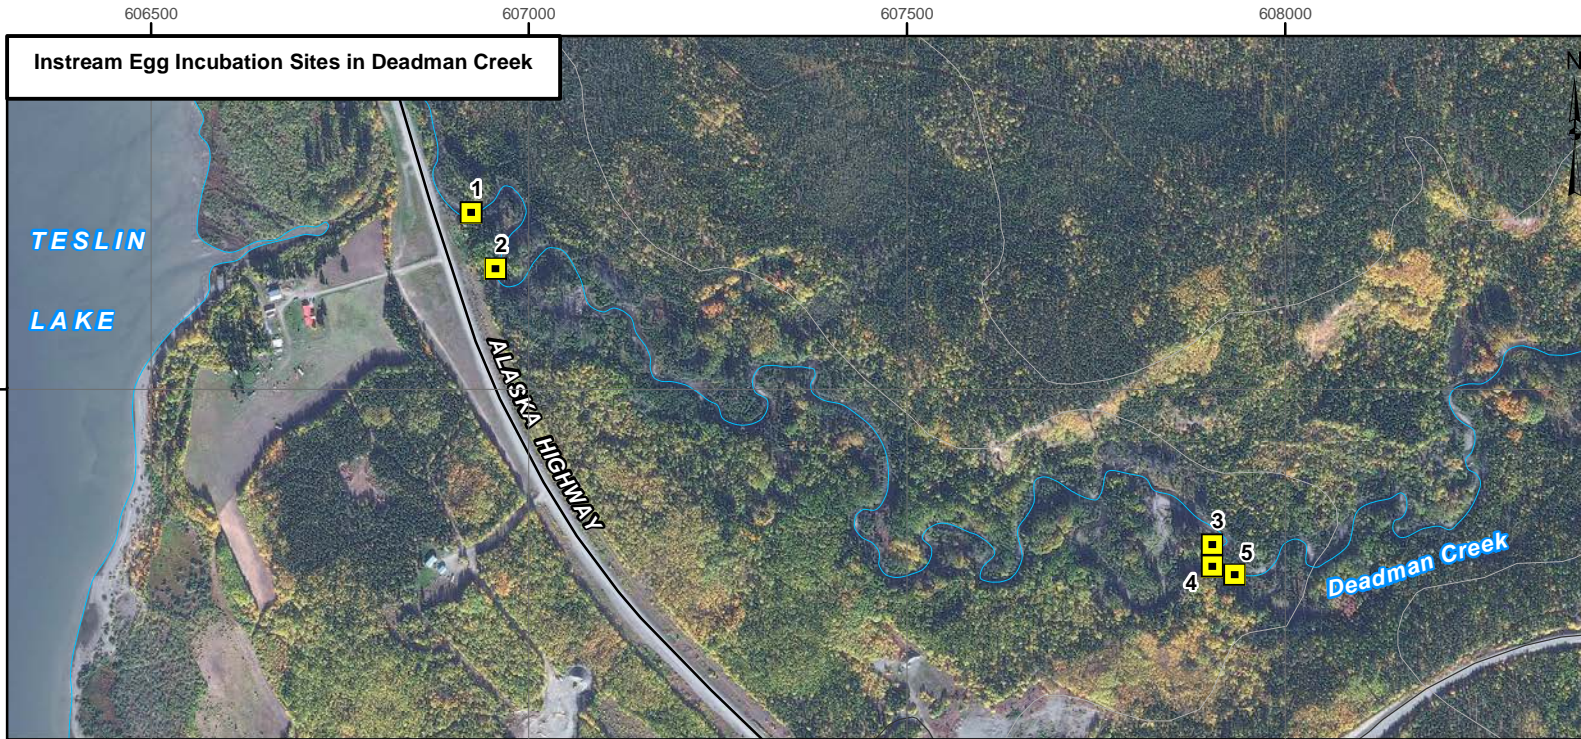 606500 607000 607500 608000
Instream Egg Incubation Sites in Deadman Creek
N
1
2
TESLIN
LAKE
ALASKA HIGHWAY
3
5
4
Deadman Creek